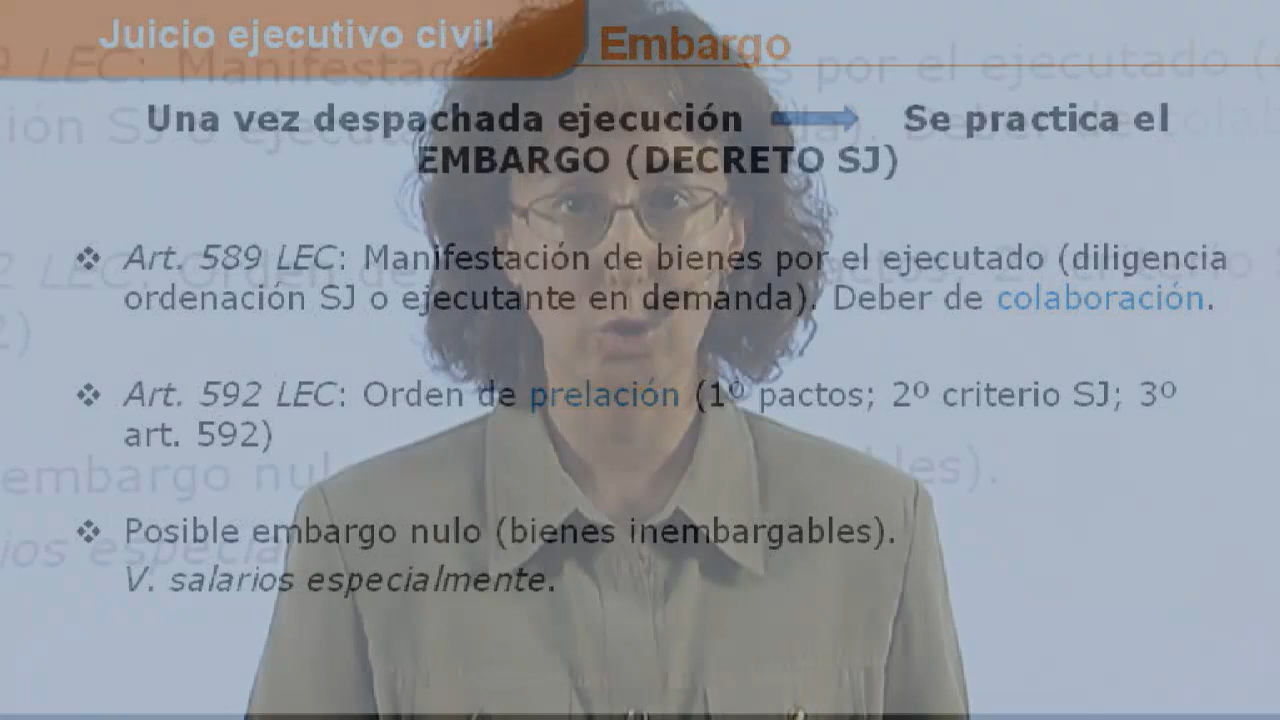 Juicio ejecutivo civil
Embargo
Una vez despachada ejecución Se practica el
EMBARGO (DECRETO SJ)
❖ Art. 589 LEC: Manifestación de bienes por el ejecutado (diligencia
ordenación SJ o ejecutante en demanda). Deber de colaboración.
❖ Art. 592 LEC: Orden de prelación (1º pactos; 2º criterio SJ; 3º
art. 592)
❖ Posible embargo nulo (bienes inembargables).
V. salarios especialmente.